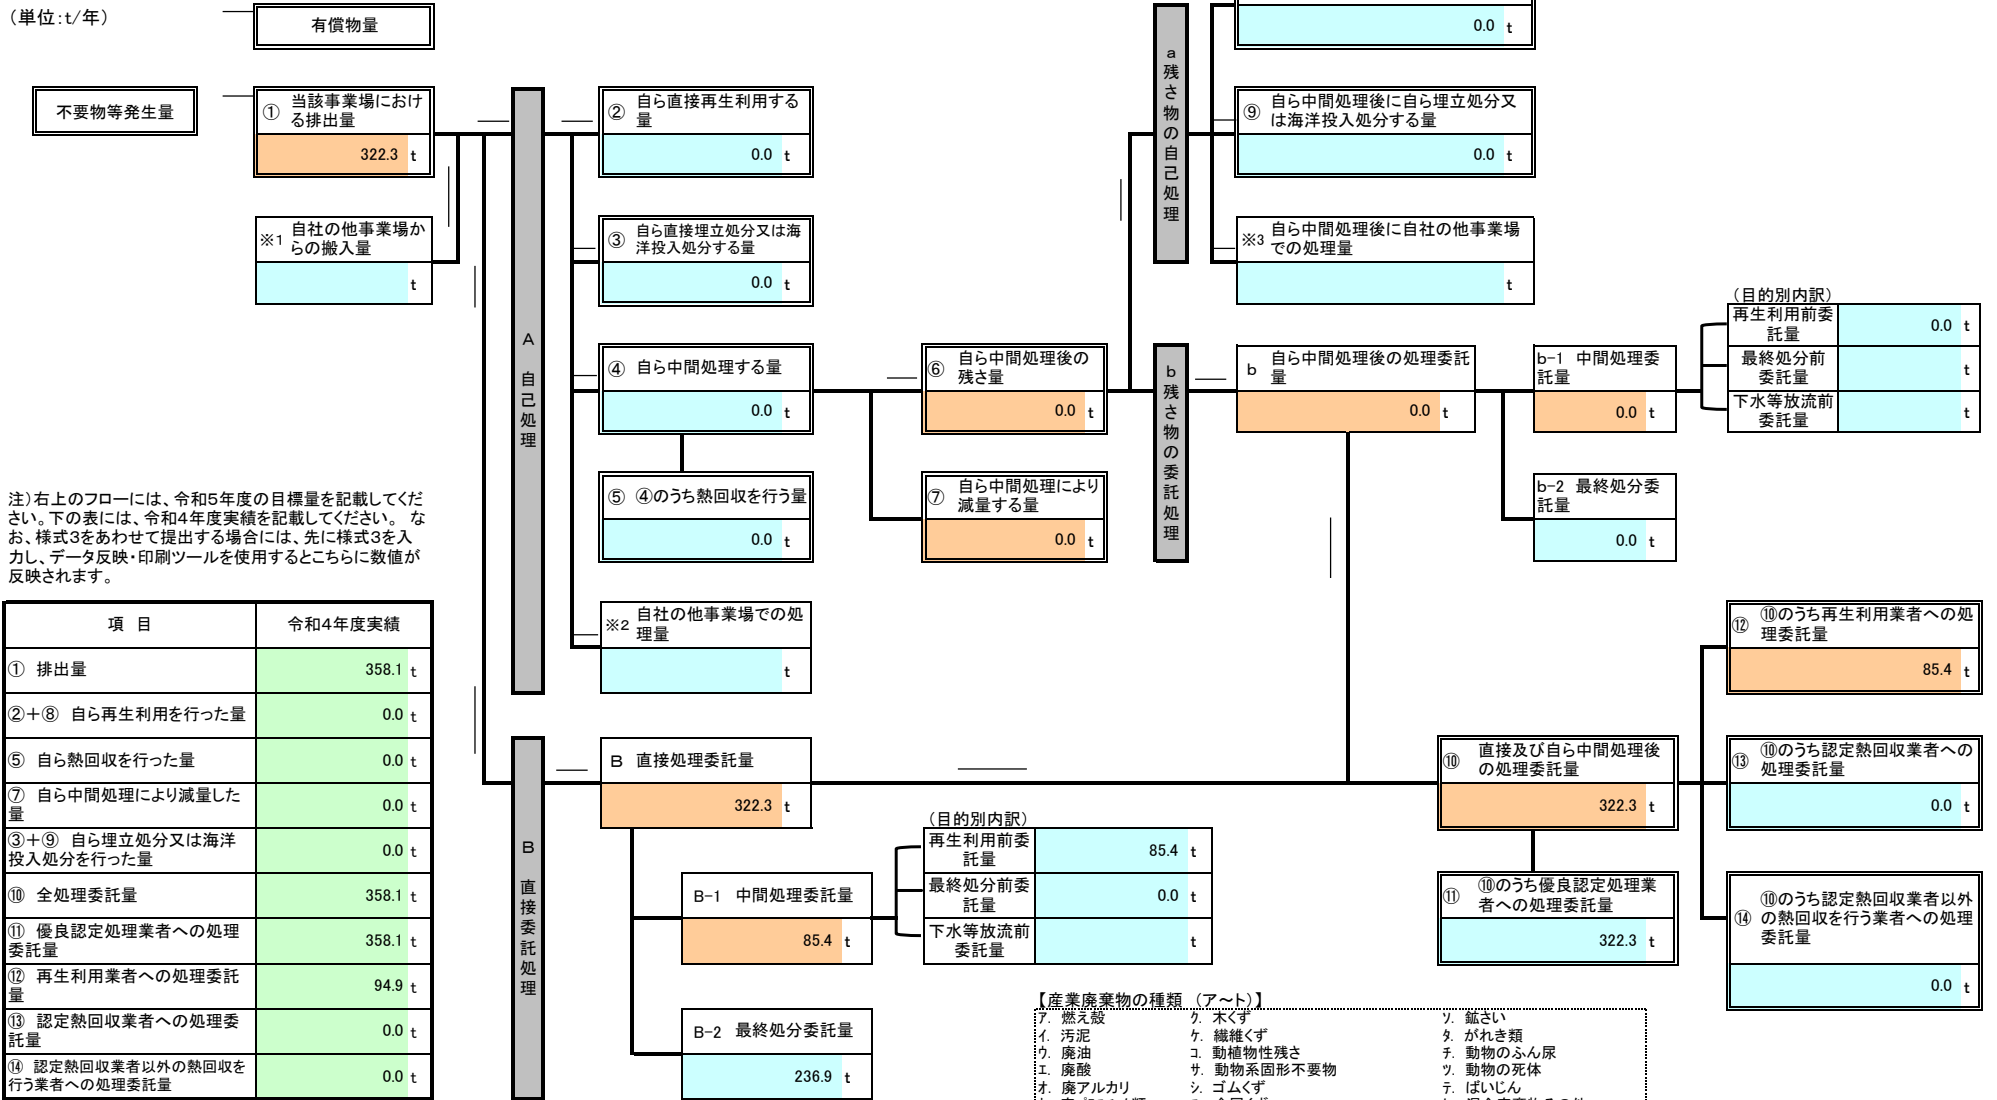 （単位：t/年）
有償物量
0.0 t
不要物等発生量
① 当該事業場におけ
る排出量
322.3 t
② 自ら直接再生利用する
量
0.0 t
a 残さ物の自己処理
⑨ 自ら中間処理後に自ら埋立処分又
は海洋投入処分する量
0.0 t
※1 自社の他事業場か
らの搬入量
t
③ 自ら直接埋立処分又は海
洋投入処分する量
0.0 t
※3 自ら中間処理後に自社の他事業場
での処理量
t
A 自己処理
④ 自ら中間処理する量
0.0 t
⑥ 自ら中間処理後の
残さ量
0.0 t
b 残さ物の委託処理
b 自ら中間処理後の処理委託
量
0.0 t
b-1 中間処理委
託量
0.0 t
（目的別内訳）
再生利用前委
託量
0.0 t
最終処分前
委託量
t
下水等放流前
委託量
t
⑤ ④のうち熱回収を行う量
0.0 t
⑦ 自ら中間処理により
減量する量
0.0 t
b-2 最終処分委
託量
0.0 t
注）右上のフローには、令和5年度の目標量を記載してくだ
さい。下の表には、令和4年度実績を記載してください。 な
お、様式3をあわせて提出する場合には、先に様式3を入
力し、データ反映・印刷ツールを使用するとこちらに数値が
反映されます。
※2 自社の他事業場での処
理量
t
項 目 令和4年度実績
① 排出量 358.1 t
②＋⑧ 自ら再生利用を行った量 0.0 t
⑤ 自ら熱回収を行った量 0.0 t
⑦ 自ら中間処理により減量した
量 0.0 t
③＋⑨ 自ら埋立処分又は海洋
投入処分を行った量 0.0 t
⑩ 全処理委託量 358.1 t
⑪ 優良認定処理業者への処理
委託量 358.1 t
⑫ 再生利用業者への処理委託
量 94.9 t
⑬ 認定熱回収業者への処理委
託量 0.0 t
⑭ 認定熱回収業者以外の熱回収を
行う業者への処理委託量 0.0 t
B 直接委託処理
B 直接処理委託量
322.3 t
B-1 中間処理委託量
85.4 t
（目的別内訳）
再生利用前委
託量
85.4 t
最終処分前委
託量
0.0 t
下水等放流前
委託量
t
B-2 最終処分委託量
236.9 t
⑩ 直接及び自ら中間処理後
の処理委託量
322.3 t
⑪ ⑩のうち優良認定処理業
者への処理委託量
322.3 t
⑫ ⑩のうち再生利用業者への処
理委託量
85.4 t
⑬ ⑩のうち認定熱回収業者への
処理委託量
0.0 t
⑭ ⑩のうち認定熱回収業者以外
の熱回収を行う業者への処理
委託量
0.0 t
【産業廃棄物の種類 （ア～ト）】
ア. 燃え殻 ク. 木くず ソ. 鉱さい
イ. 汚泥 ケ. 繊維くず タ. がれき類
ウ. 廃油 コ. 動植物性残さ チ. 動物のふん尿
エ. 廃酸 サ. 動物系固形不要物 ツ. 動物の死体
オ. 廃アルカリ シ. ゴムくず テ. ばいじん